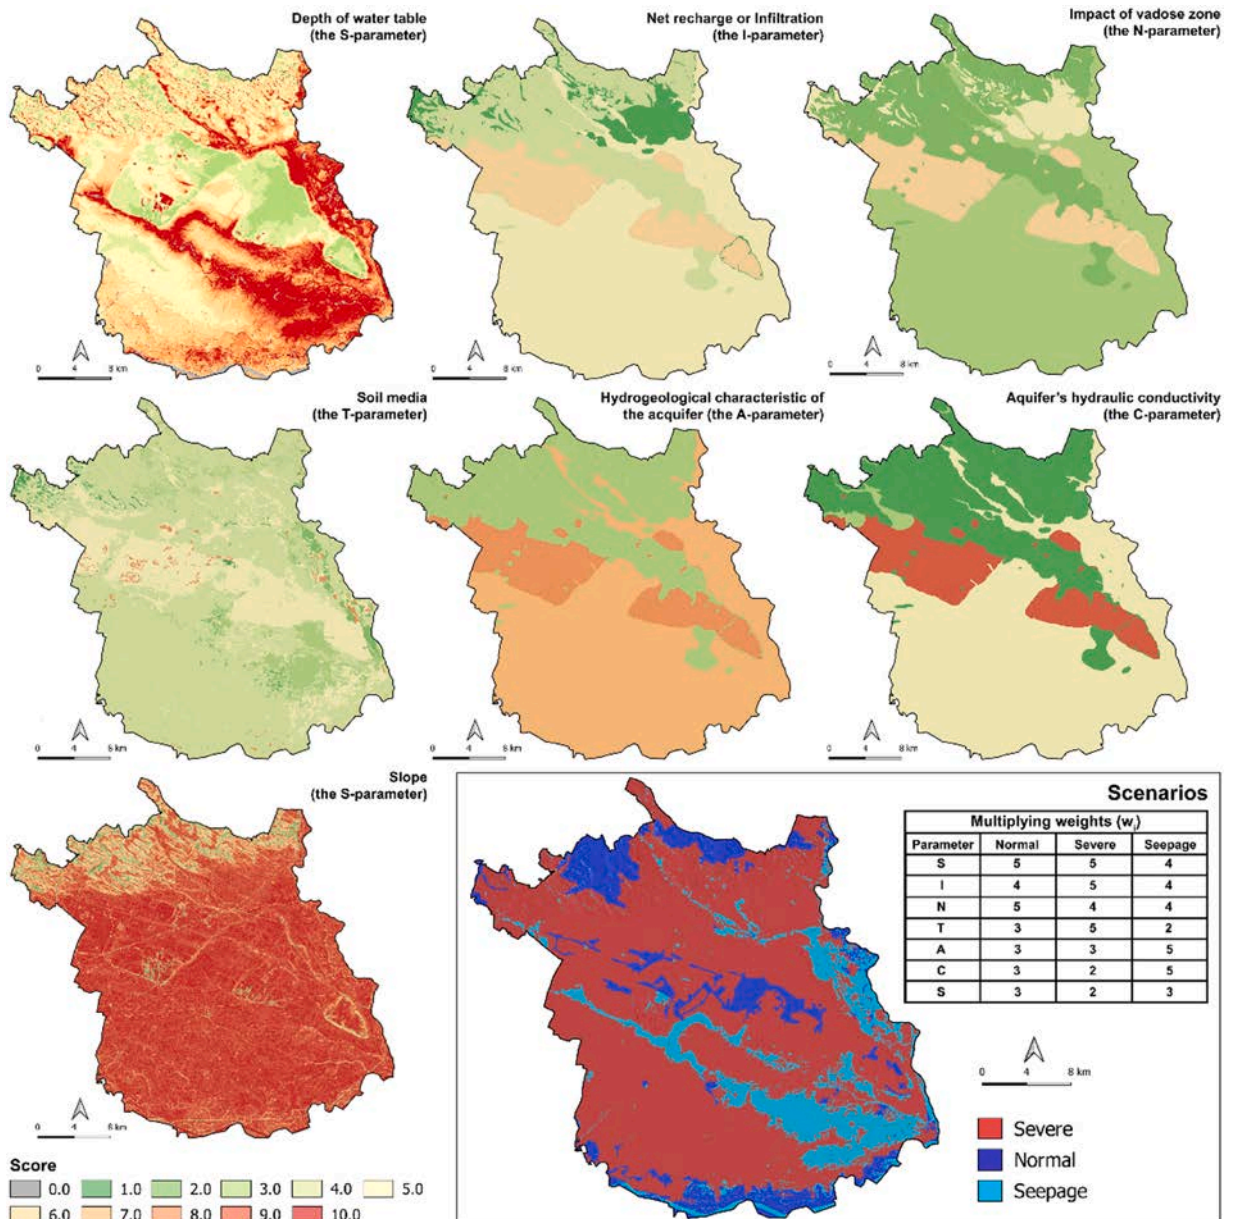 Depth of water table
(the S-parameter)
Net recharge or Infiltration
(the I-parameter)
Impact of vadose zone
(the N-parameter)
0 4 8 km
0 4 8 km
0 4 8 km
Soil media
(the T-parameter)
Hydrogeological characteristic of
the acquifer (the A-parameter)
Aquifer's hydraulic conductivity
(the C-parameter)
0 4 8 km
0 4 8 km
0 4 8 km
Slope
(the S-parameter)
0 4 8 km
Scenarios
Multiplying weights (wi)
Parameter Normal Severe Seepage
S 5 5 4
I 4 5 4
N 5 4 4
T 3 5 2
A 3 3 5
C 3 2 5
S 3 2 3
0 4 8 km
Severe
Normal
Seepage
Score
0.0 1.0 2.0 3.0 4.0 5.0
6.0 7.0 8.0 9.0 10.0